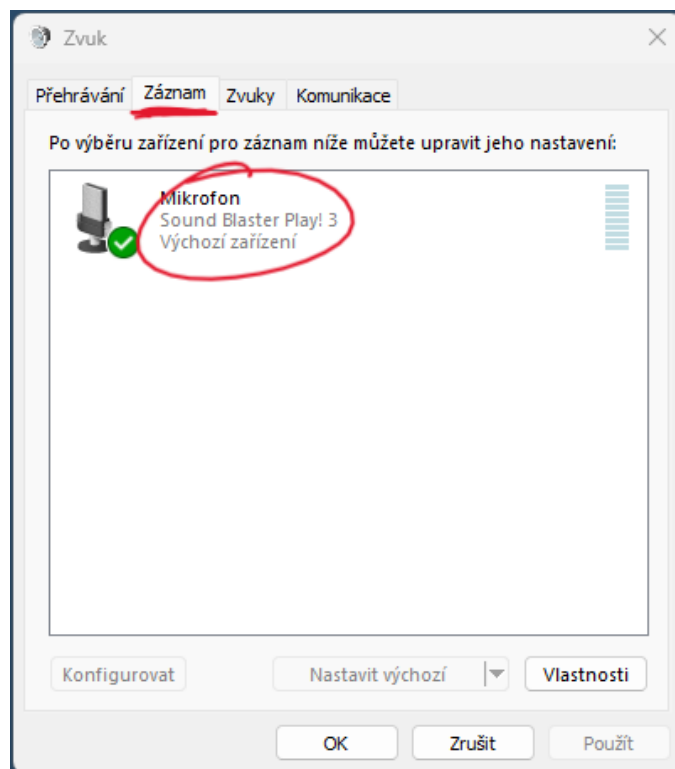 Zvuk
Přehrávání Záznam Zvuky Komunikace
Po výběru zařízení pro záznam níže můžete upravit jeho nastavení:
Mikrofon
Sound Blaster Play! 3
Výchozí zařízení
Konfigurovat Nastavit výchozí Vlastnosti
OK Zrušit Použít